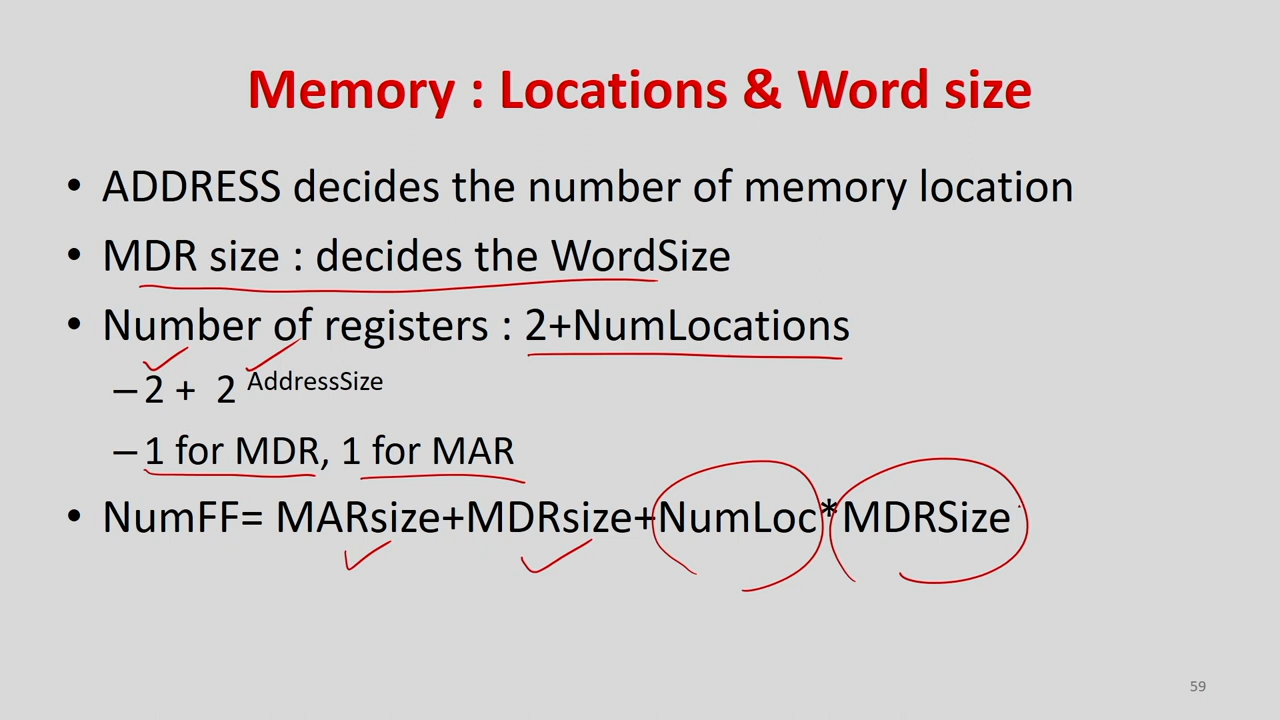 Memory : Locations & Word size
• ADDRESS decides the number of memory location
• MDR size : decides the WordSize
• Number of registers : 2+NumLocations
–2 + 2 AddressSize
–1 for MDR, 1 for MAR
• NumFF= MARsize+MDRsize+NumLoc*MDRSize
59